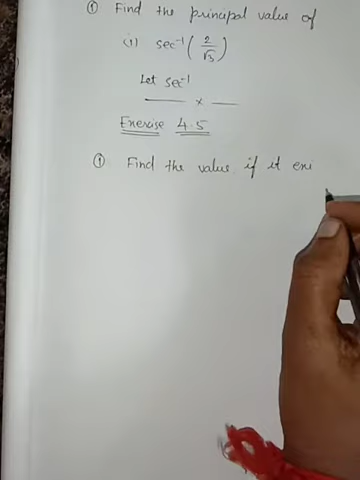 ① Find the principal value of
(i) sec⁻¹(2/√3)
Let sec⁻¹
—— x ——
Exercise 4.5
① Find the value, if it exi